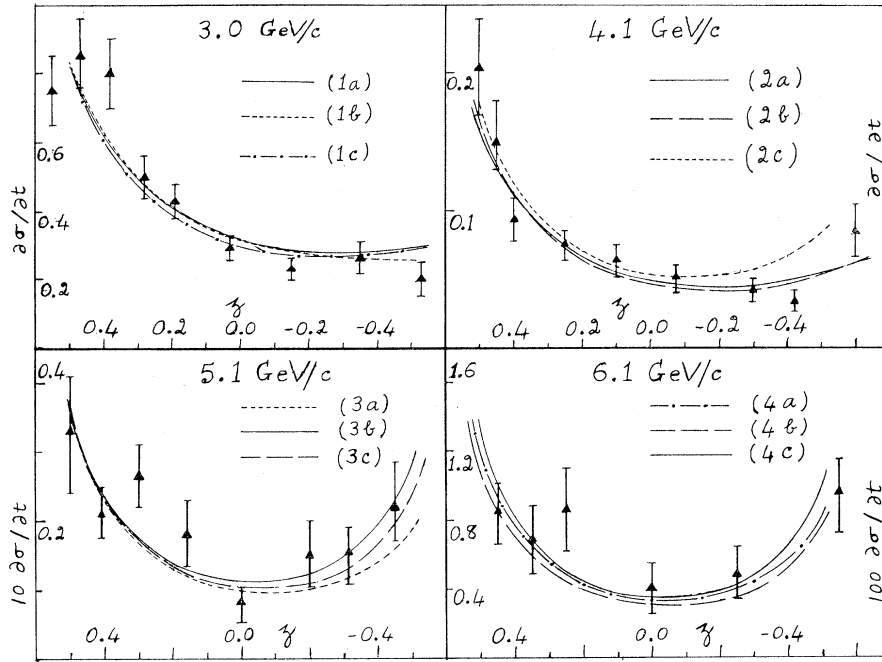 3.0 GeV/c
(1a)
(1b)
(1c)
∂σ/∂t
0.6
0.4
0.2
0.4 0.2 0.0 -0.2 -0.4
z
4.1 GeV/c
(2a)
(2b)
(2c)
∂σ/∂t
0.2
0.1
0.4 0.2 0.0 -0.2 -0.4
z
5.1 GeV/c
(3a)
(3b)
(3c)
10 ∂σ/∂t
0.4
0.2
0.4 0.0 z -0.4
6.1 GeV/c
(4a)
(4b)
(4c)
100 ∂σ/∂t
1.6
1.2
0.8
0.4
0.4 0.0 z -0.4